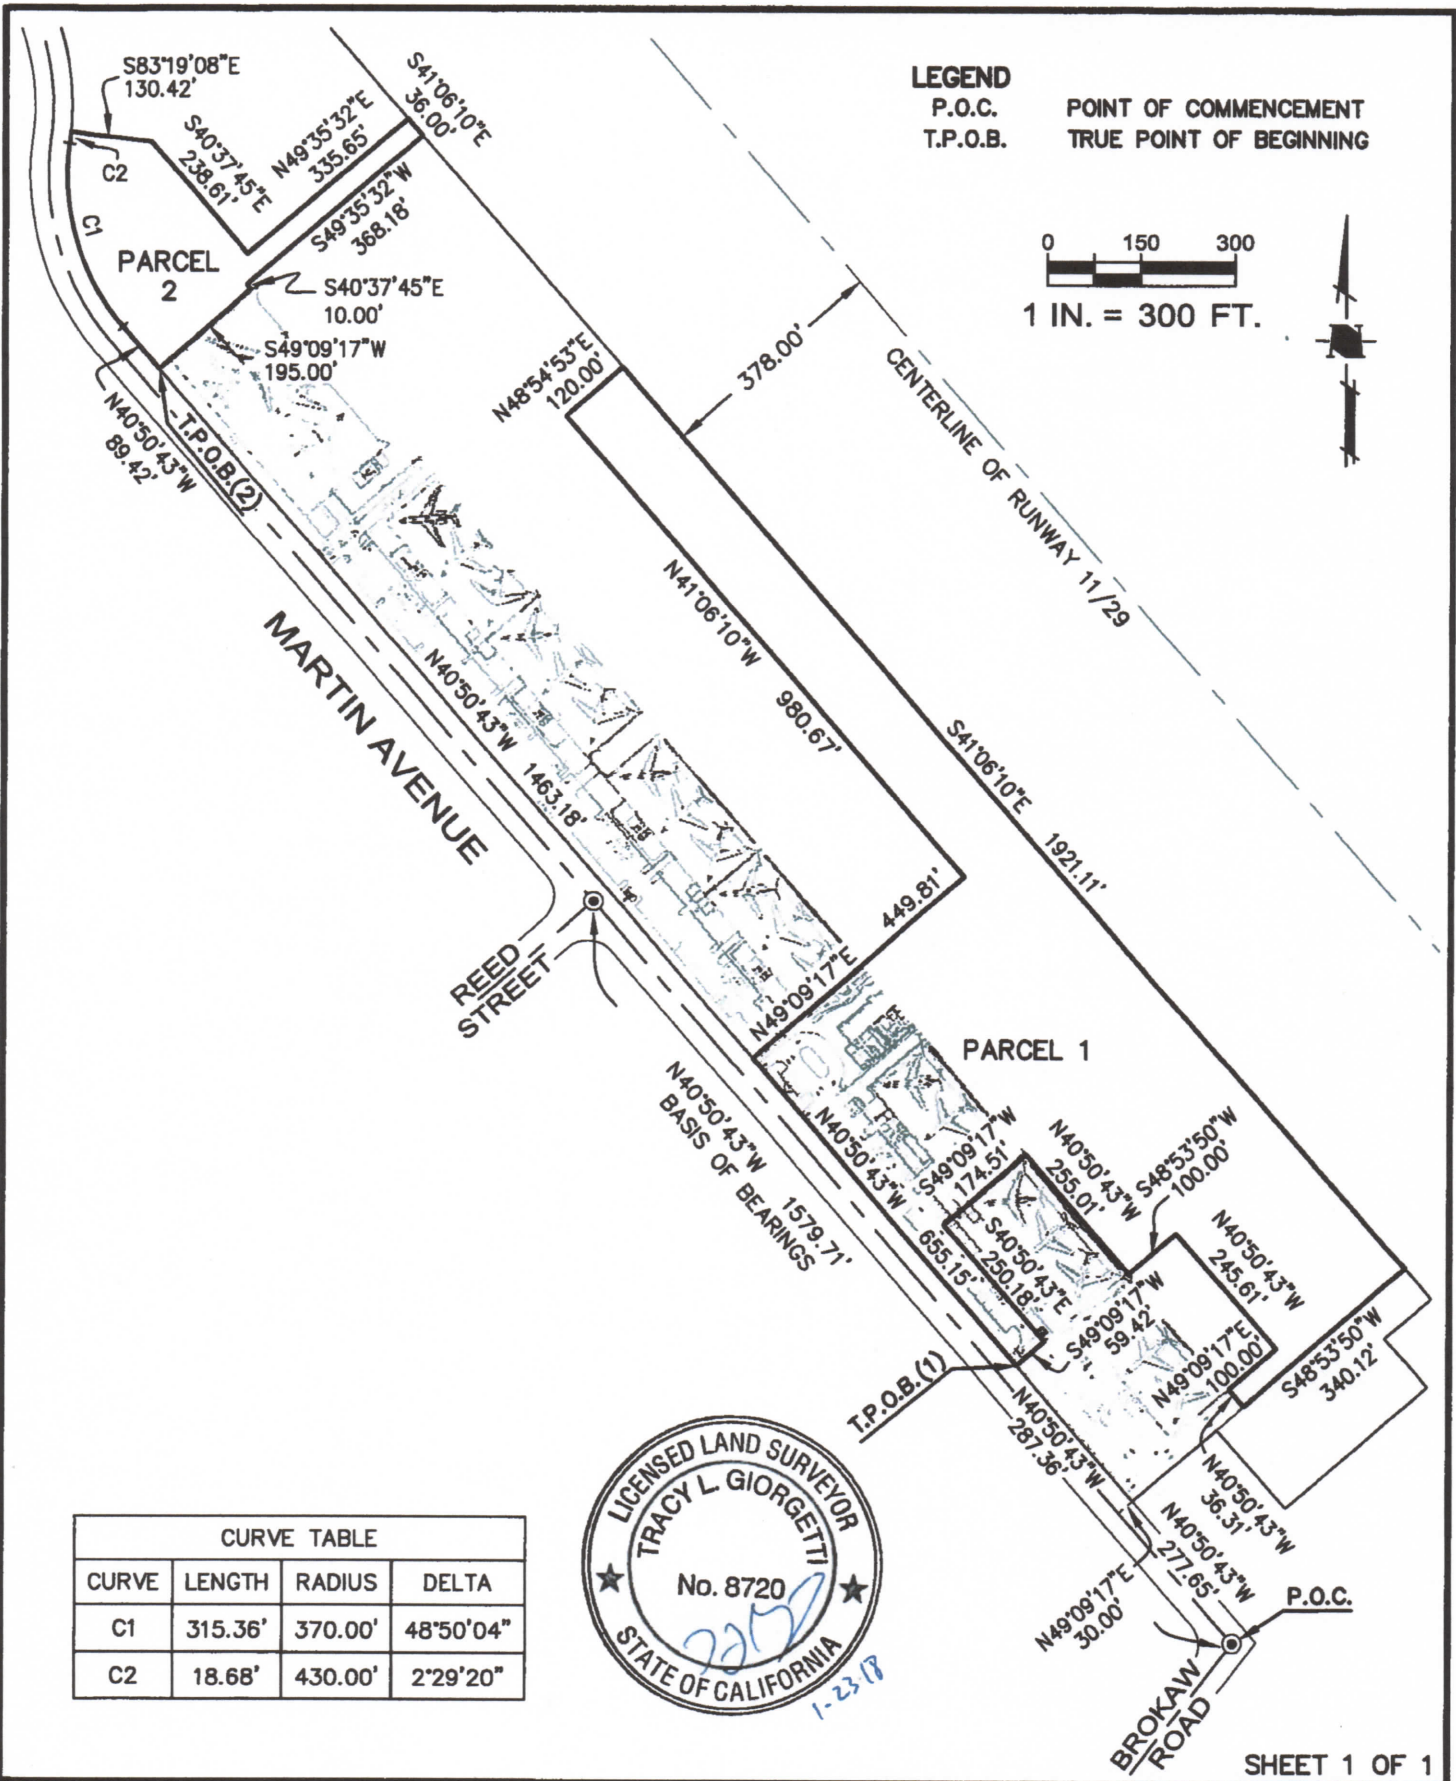 S83°19'08"E
130.42'
S40°37'45"E
238.61'
N49°35'32"E
335.65'
S41°06'10"E
36.00'
C2
C1
PARCEL
2
S49°35'32"W
368.18'
S40°37'45"E
10.00'
S49°09'17"W
195.00'
N40°50'43"W
89.42'
T.P.O.B.(2)
LEGEND
P.O.C. POINT OF COMMENCEMENT
T.P.O.B. TRUE POINT OF BEGINNING
0 150 300
1 IN. = 300 FT.
N
378.00'
CENTERLINE OF RUNWAY 11/29
N48°54'53"E
120.00'
N41°06'10"W 980.67'
S41°06'10"E 1921.11'
MARTIN AVENUE
N40°50'43"W 1463.18'
REED
STREET
N49°09'17"E 449.81'
PARCEL 1
N40°50'43"W 1579.71'
BASIS OF BEARINGS
N40°50'43"W 655.15'
S49°09'17"W
174.51'
N40°50'43"W
255.01'
S48°53'50"W
100.00'
S40°50'43"E
250.18'
S49°09'17"W
59.42'
N40°50'43"W
245.61'
N49°09'17"E
100.00'
S48°53'50"W
340.12'
T.P.O.B.(1)
N40°50'43"W
287.36'
N40°50'43"W
36.31'
N40°50'43"W
277.65'
N49°09'17"E
30.00'
P.O.C.
BROKAW
ROAD
CURVE TABLE
CURVE LENGTH RADIUS DELTA
C1 315.36' 370.00' 48°50'04"
C2 18.68' 430.00' 2°29'20"
LICENSED LAND SURVEYOR
TRACY L. GIORGETTI
No. 8720
STATE OF CALIFORNIA
1-23-18
SHEET 1 OF 1